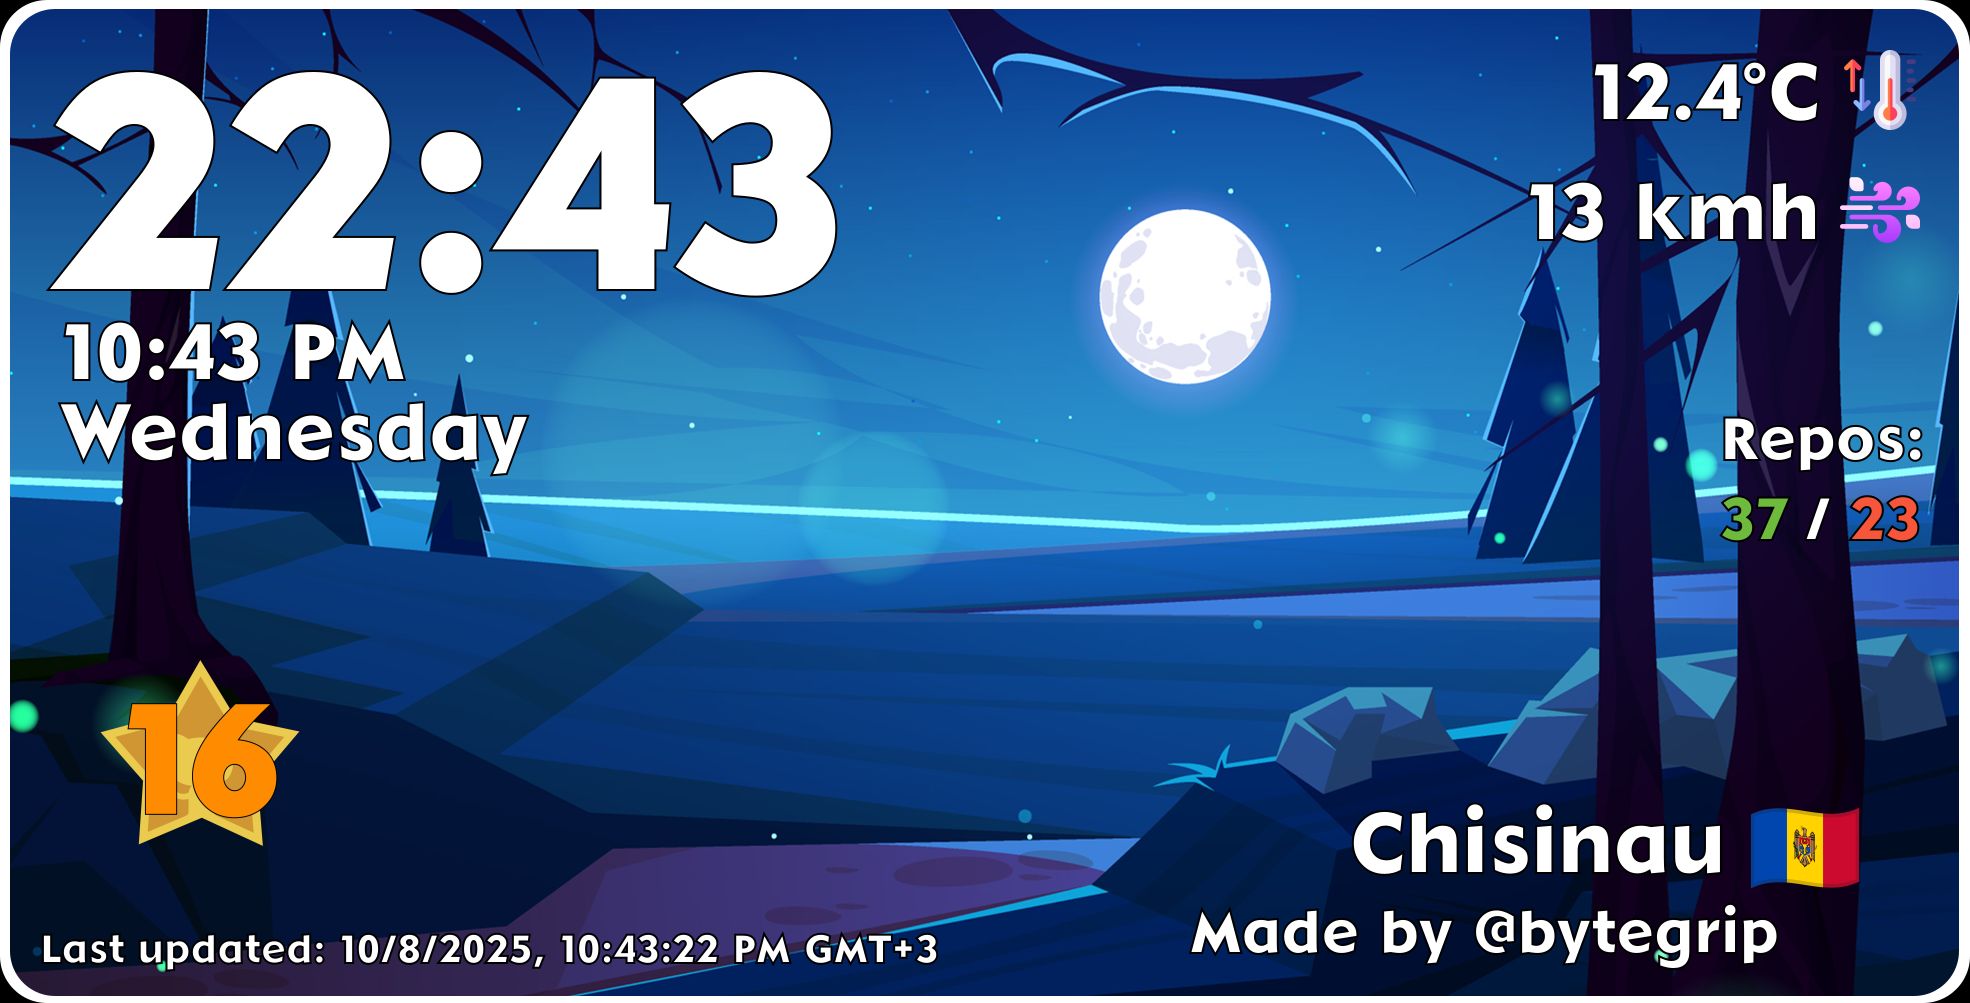 22:43
10:43 PM
Wednesday
12.4°C
13 kmh
Repos:
37 / 23
16
Chisinau
Made by @bytegrip
Last updated: 10/8/2025, 10:43:22 PM GMT+3